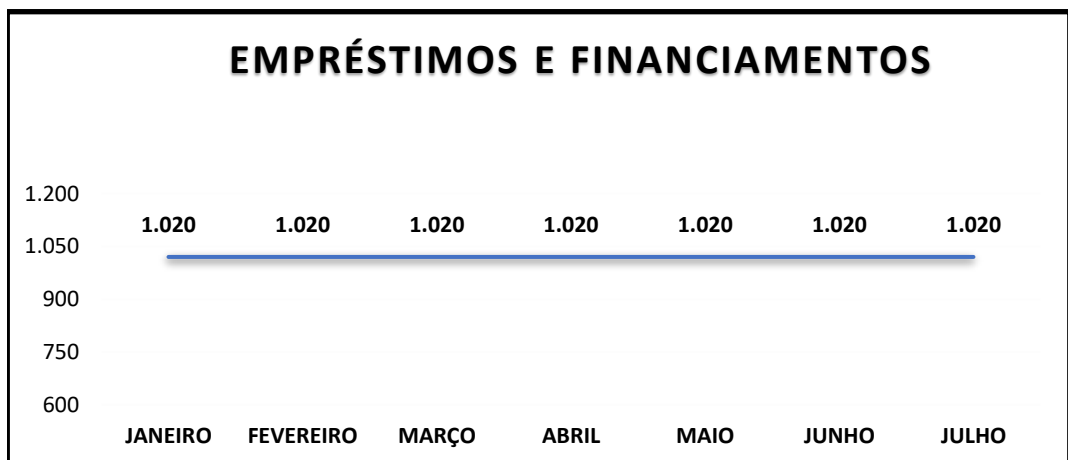 EMPRÉSTIMOS E FINANCIAMENTOS
1.200
1.020 1.020 1.020 1.020 1.020 1.020 1.020
1.050
900
750
600
JANEIRO FEVEREIRO MARÇO ABRIL MAIO JUNHO JULHO